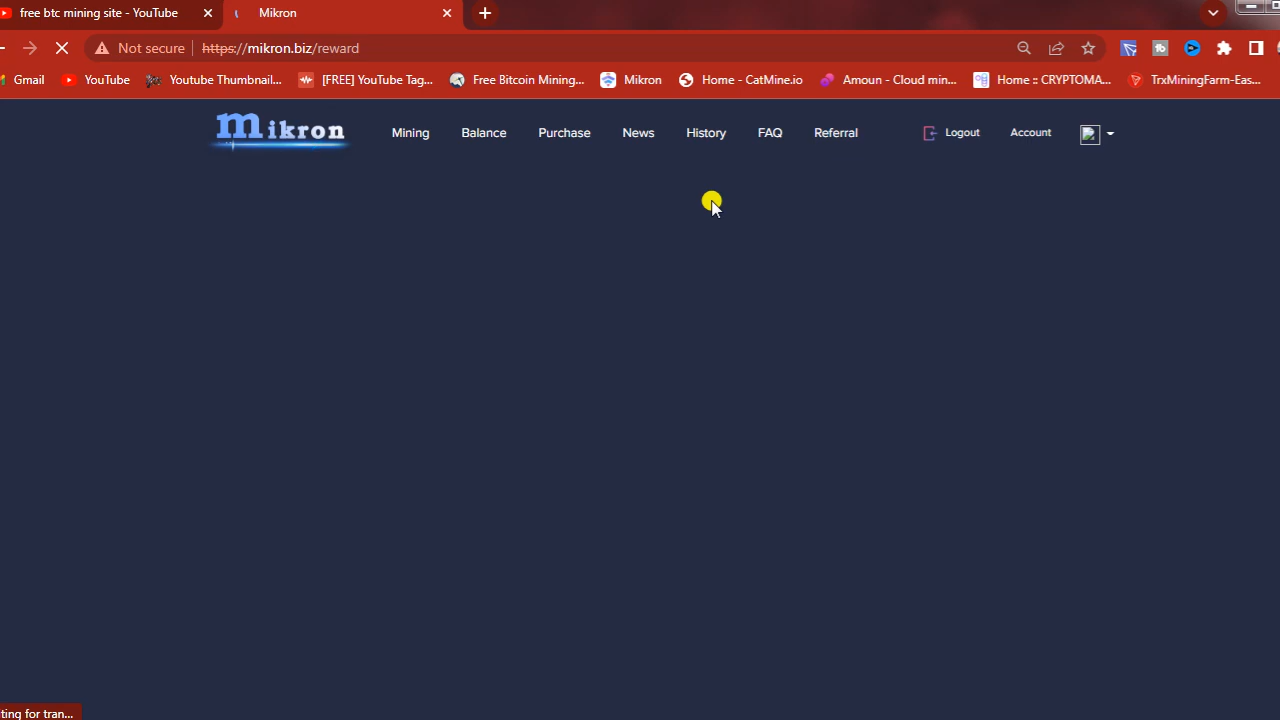 free btc mining site - YouTube
Mikron
Not secure
https://mikron.biz/reward
Gmail
YouTube
Youtube Thumbnail...
[FREE] YouTube Tag...
Free Bitcoin Mining...
Mikron
Home - CatMine.io
Amoun - Cloud min...
Home :: CRYPTOMA...
TrxMiningFarm-Eas...
mikron
Mining
Balance
Purchase
News
History
FAQ
Referral
Logout
Account
ting for tran...